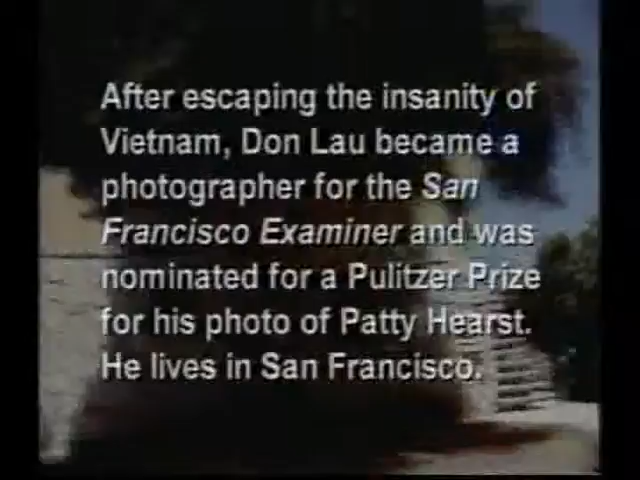 After escaping the insanity of
Vietnam, Don Lau became a
photographer for the San
Francisco Examiner and was
nominated for a Pulitzer Prize
for his photo of Patty Hearst.
He lives in San Francisco.